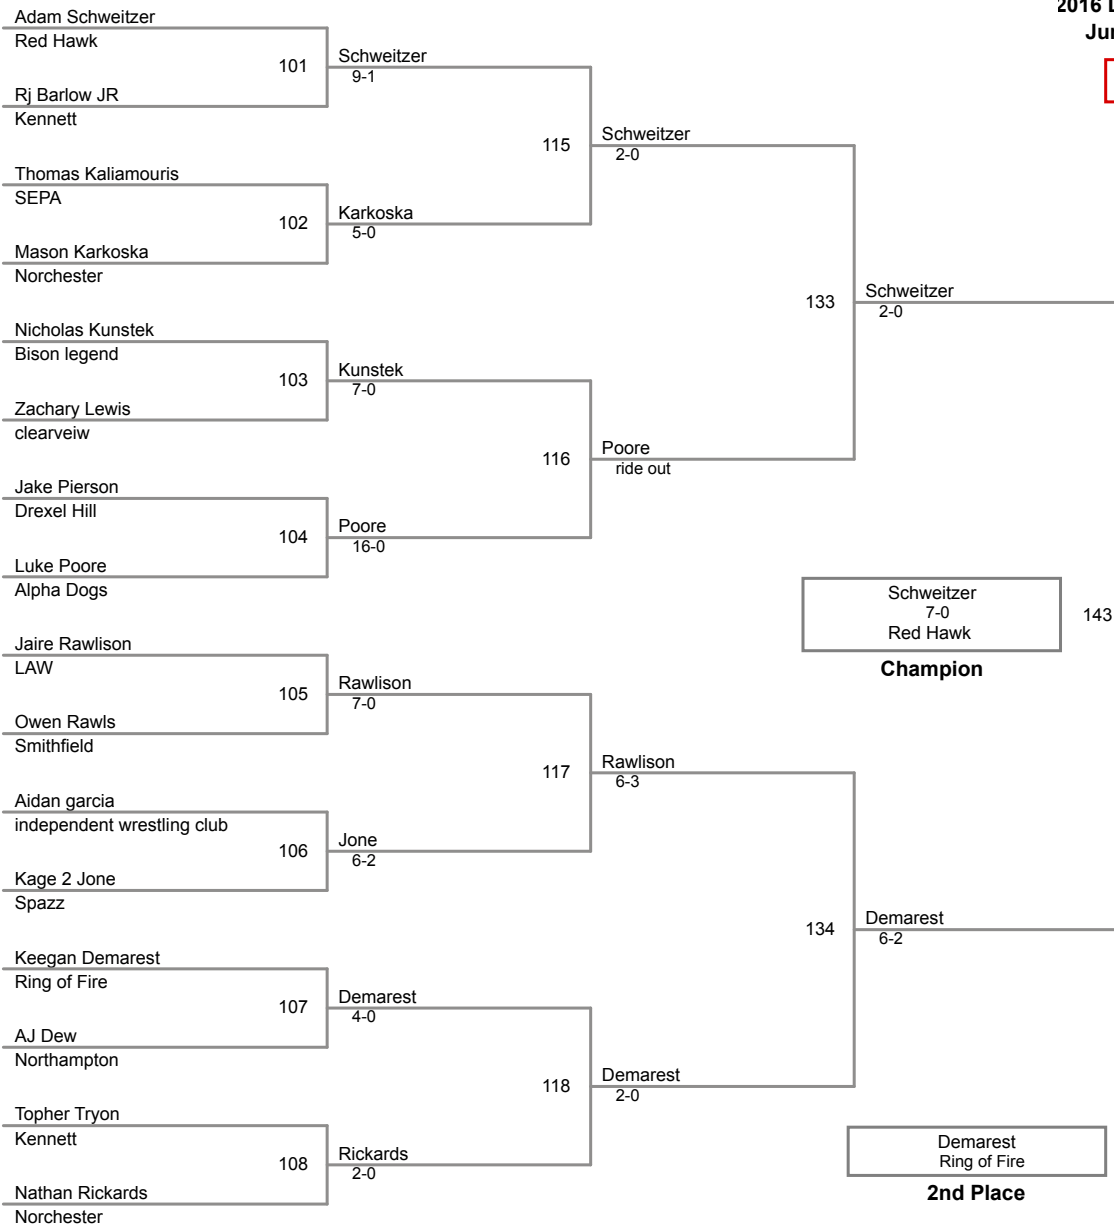 2016
Adam Schweitzer
Red Hawk
101
Schweitzer
9-1
Rj Barlow JR
Kennett
115
Schweitzer
2-0
Thomas Kaliamouris
SEPA
102
Karkoska
5-0
Mason Karkoska
Norchester
133
Schweitzer
2-0
Nicholas Kunstek
Bison legend
103
Kunstek
7-0
Zachary Lewis
clearveiw
116
Poore
ride out
Jake Pierson
Drexel Hill
104
Poore
16-0
Luke Poore
Alpha Dogs
Schweitzer
7-0
Red Hawk
143
Champion
Jaire Rawlison
LAW
105
Rawlison
7-0
Owen Rawls
Smithfield
117
Rawlison
6-3
Aidan garcia
independent wrestling club
106
Jone
6-2
Kage 2 Jone
Spazz
134
Demarest
6-2
Keegan Demarest
Ring of Fire
107
Demarest
4-0
AJ Dew
Northampton
118
Demarest
2-0
Topher Tryon
Kennett
108
Rickards
2-0
Nathan Rickards
Norchester
Demarest
Ring of Fire
2nd Place